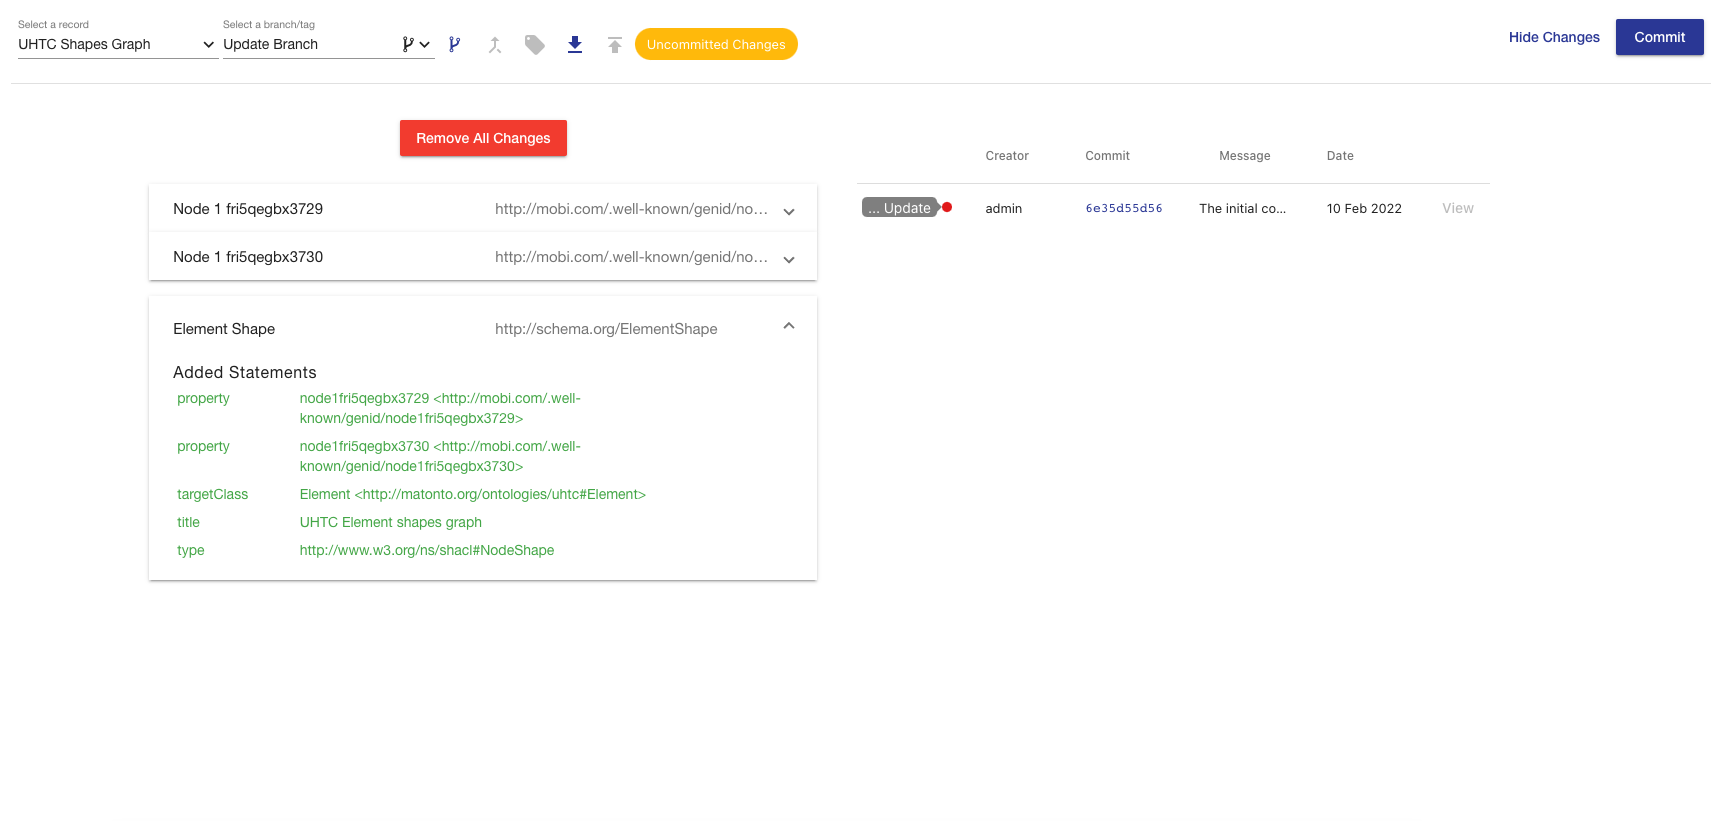 Select a record
Select a branch/tag
UHTC Shapes Graph
Update Branch
Uncommitted Changes
Hide Changes
Commit
Remove All Changes
Node 1 fri5qegbx3729
http://mobi.com/.well-known/genid/no...
Node 1 fri5qegbx3730
http://mobi.com/.well-known/genid/no...
Element Shape
http://schema.org/ElementShape
Added Statements
property
node1fri5qegbx3729 <http://mobi.com/.well-
known/genid/node1fri5qegbx3729>
property
node1fri5qegbx3730 <http://mobi.com/.well-
known/genid/node1fri5qegbx3730>
targetClass
Element <http://matonto.org/ontologies/uhtc#Element>
title
UHTC Element shapes graph
type
http://www.w3.org/ns/shacl#NodeShape
Creator
Commit
Message
Date
... Update
admin
6e35d55d56
The initial co...
10 Feb 2022
View